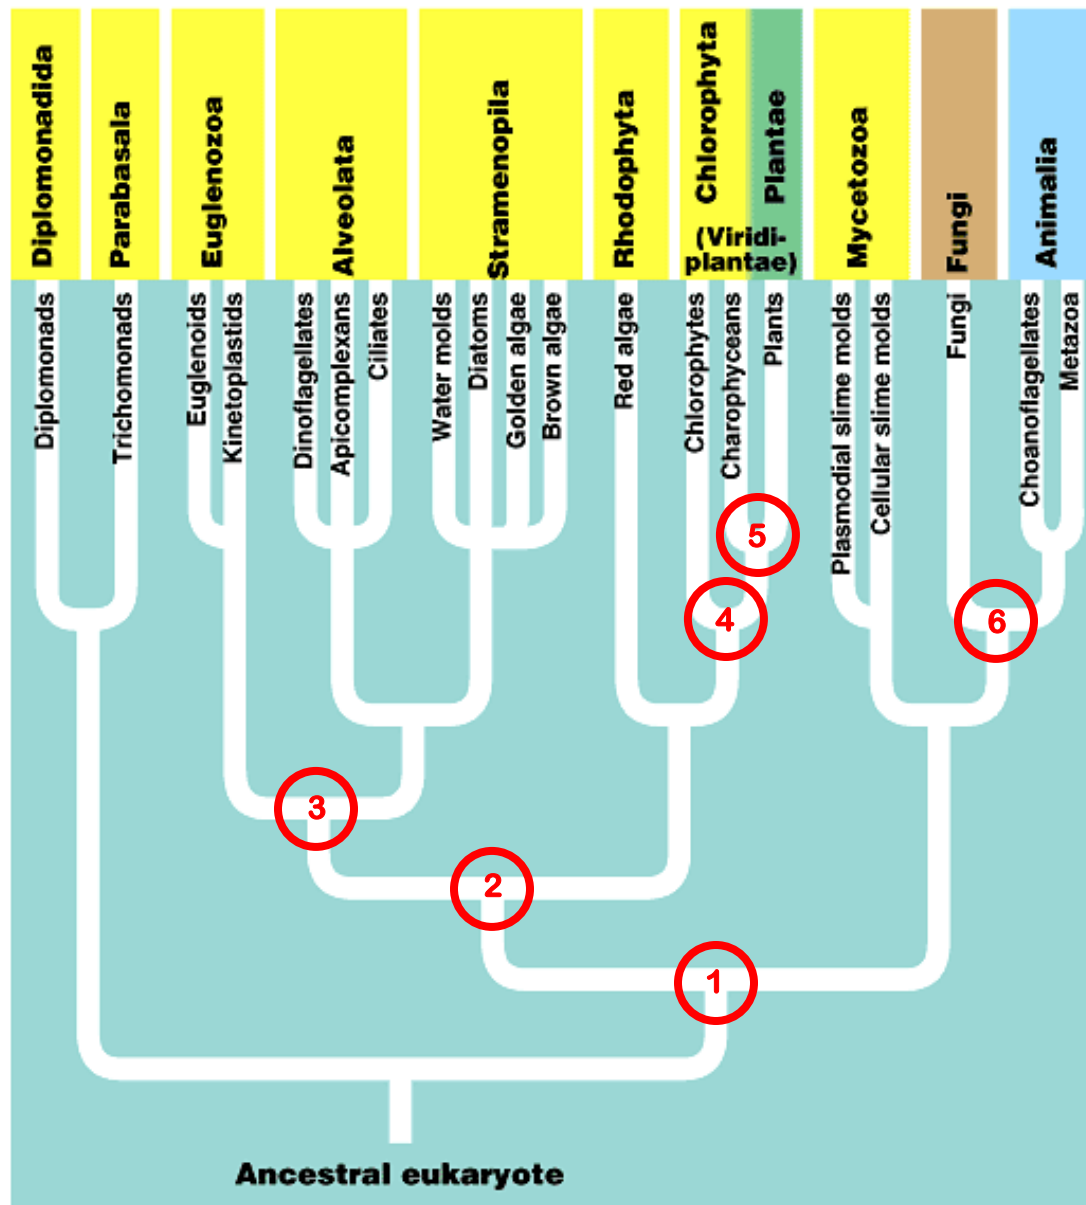 Diplomonadida
Parabasala
Euglenozoa
Alveolata
Stramenopila
Rhodophyta
Chlorophyta
Plantae
(Viridi-
plantae)
Mycetozoa
Fungi
Animalia
Diplomonads
Trichomonads
Euglenoids
Kinetoplastids
Dinoflagellates
Apicomplexans
Ciliates
Water molds
Diatoms
Golden algae
Brown algae
Red algae
Chlorophytes
Charophyceans
Plants
Plasmodial slime molds
Cellular slime molds
Fungi
Choanoflagellates
Metazoa
5
4
6
3
2
1
Ancestral eukaryote